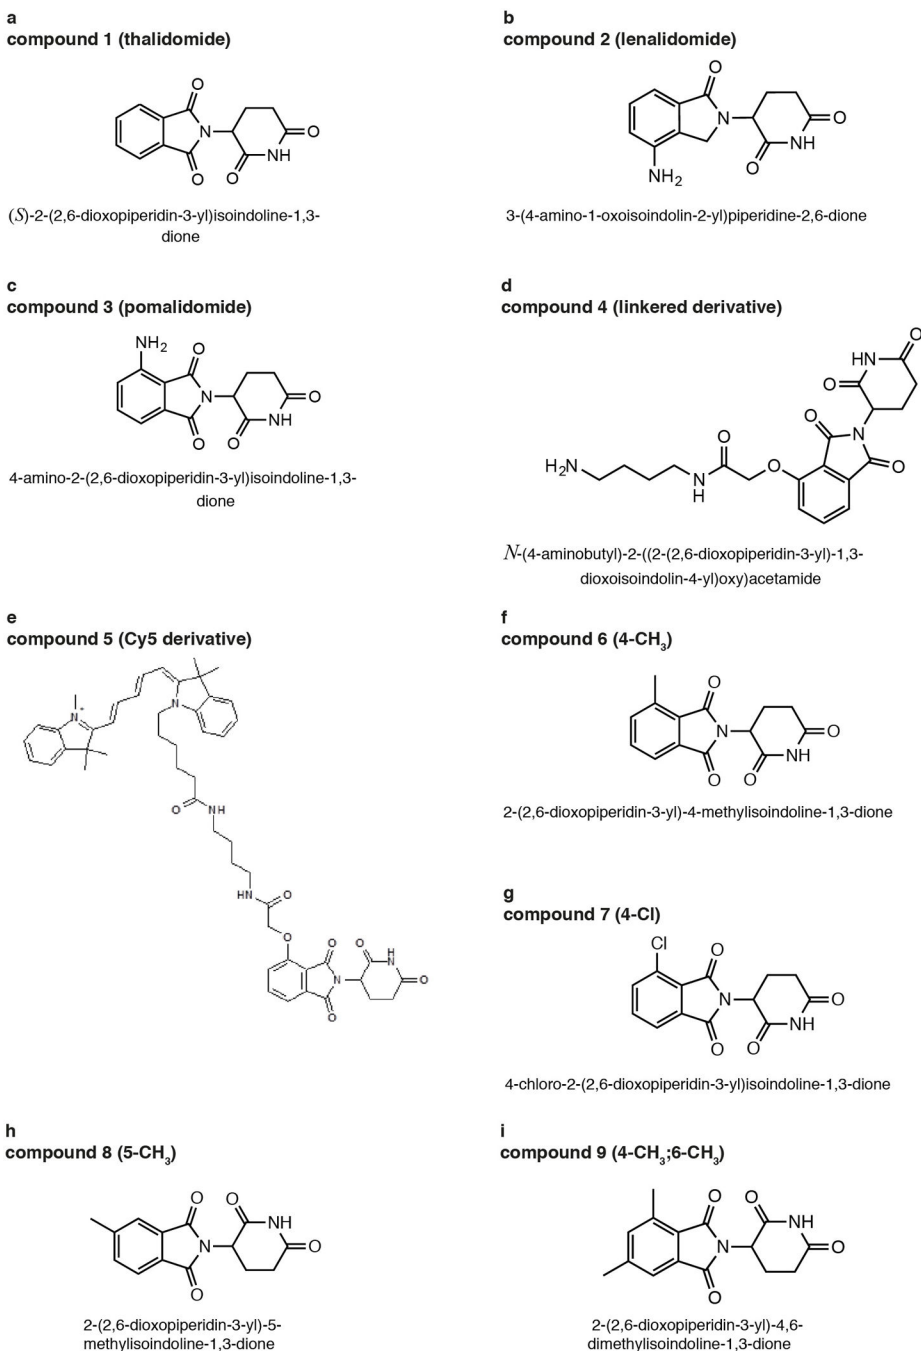 a
compound 1 (thalidomide)
O
N
O
O
NH
O
(S)-2-(2,6-dioxopiperidin-3-yl)isoindoline-1,3-
dione
b
compound 2 (lenalidomide)
O
N
O
NH
O
NH2
3-(4-amino-1-oxoisoindolin-2-yl)piperidine-2,6-dione
c
compound 3 (pomalidomide)
NH2
O
N
O
NH
O
O
4-amino-2-(2,6-dioxopiperidin-3-yl)isoindoline-1,3-
dione
d
compound 4 (linkered derivative)
O
HN
O
O
N
O
O
O
H2N
N
H
N-(4-aminobutyl)-2-((2-(2,6-dioxopiperidin-3-yl)-1,3-
dioxoisoindolin-4-yl)oxy)acetamide
e
compound 5 (Cy5 derivative)
N+
N
O
NH
HN
O
O
O
O
H
N
N
O
O
f
compound 6 (4-CH3)
O
N
O
NH
O
O
2-(2,6-dioxopiperidin-3-yl)-4-methylisoindoline-1,3-dione
g
compound 7 (4-Cl)
Cl
O
N
O
NH
O
O
4-chloro-2-(2,6-dioxopiperidin-3-yl)isoindoline-1,3-dione
h
compound 8 (5-CH3)
O
O
NH
N
O
O
2-(2,6-dioxopiperidin-3-yl)-5-
methylisoindoline-1,3-dione
i
compound 9 (4-CH3;6-CH3)
O
O
NH
N
O
O
2-(2,6-dioxopiperidin-3-yl)-4,6-
dimethylisoindoline-1,3-dione